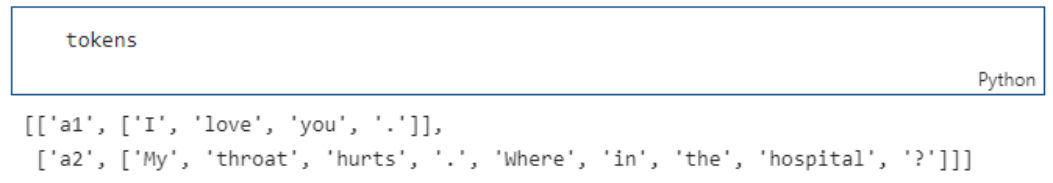 tokens
Python
[['a1', ['I', 'love', 'you', '.']],
['a2', ['My', 'throat', 'hurts', '.', 'Where', 'in', 'the', 'hospital', '?']]]